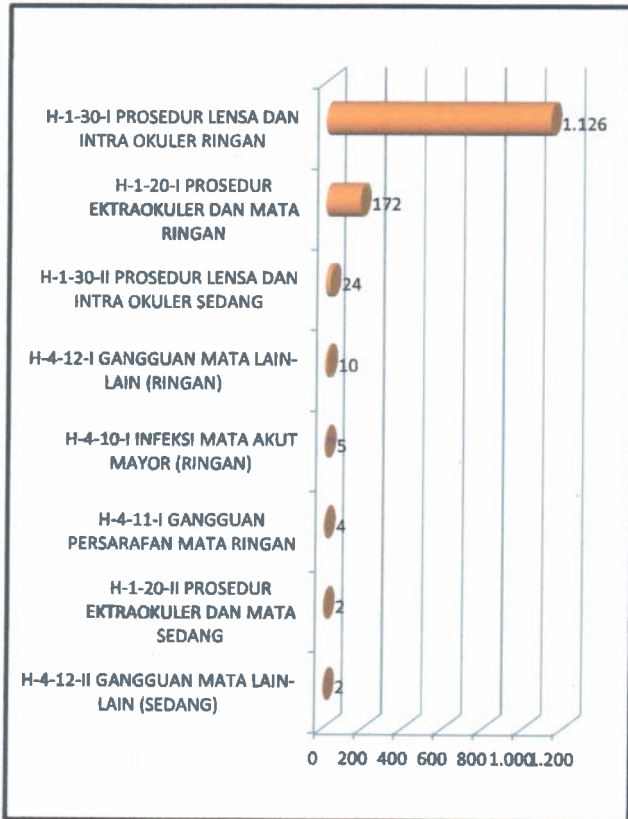 H-1-30-I PROSEDUR LENSA DAN
INTRA OKULER RINGAN
1.126
H-1-20-I PROSEDUR
EKTRAOKULER DAN MATA
RINGAN
172
H-1-30-II PROSEDUR LENSA DAN
INTRA OKULER SEDANG
24
H-4-12-I GANGGUAN MATA LAIN-
LAIN (RINGAN)
10
H-4-10-I INFEKSI MATA AKUT
MAYOR (RINGAN)
5
H-4-11-I GANGGUAN
PERSARAFAN MATA RINGAN
4
H-1-20-II PROSEDUR
EKTRAOKULER DAN MATA
SEDANG
2
H-4-12-II GANGGUAN MATA LAIN-
LAIN (SEDANG)
2
0 200 400 600 800 1.000 1.200